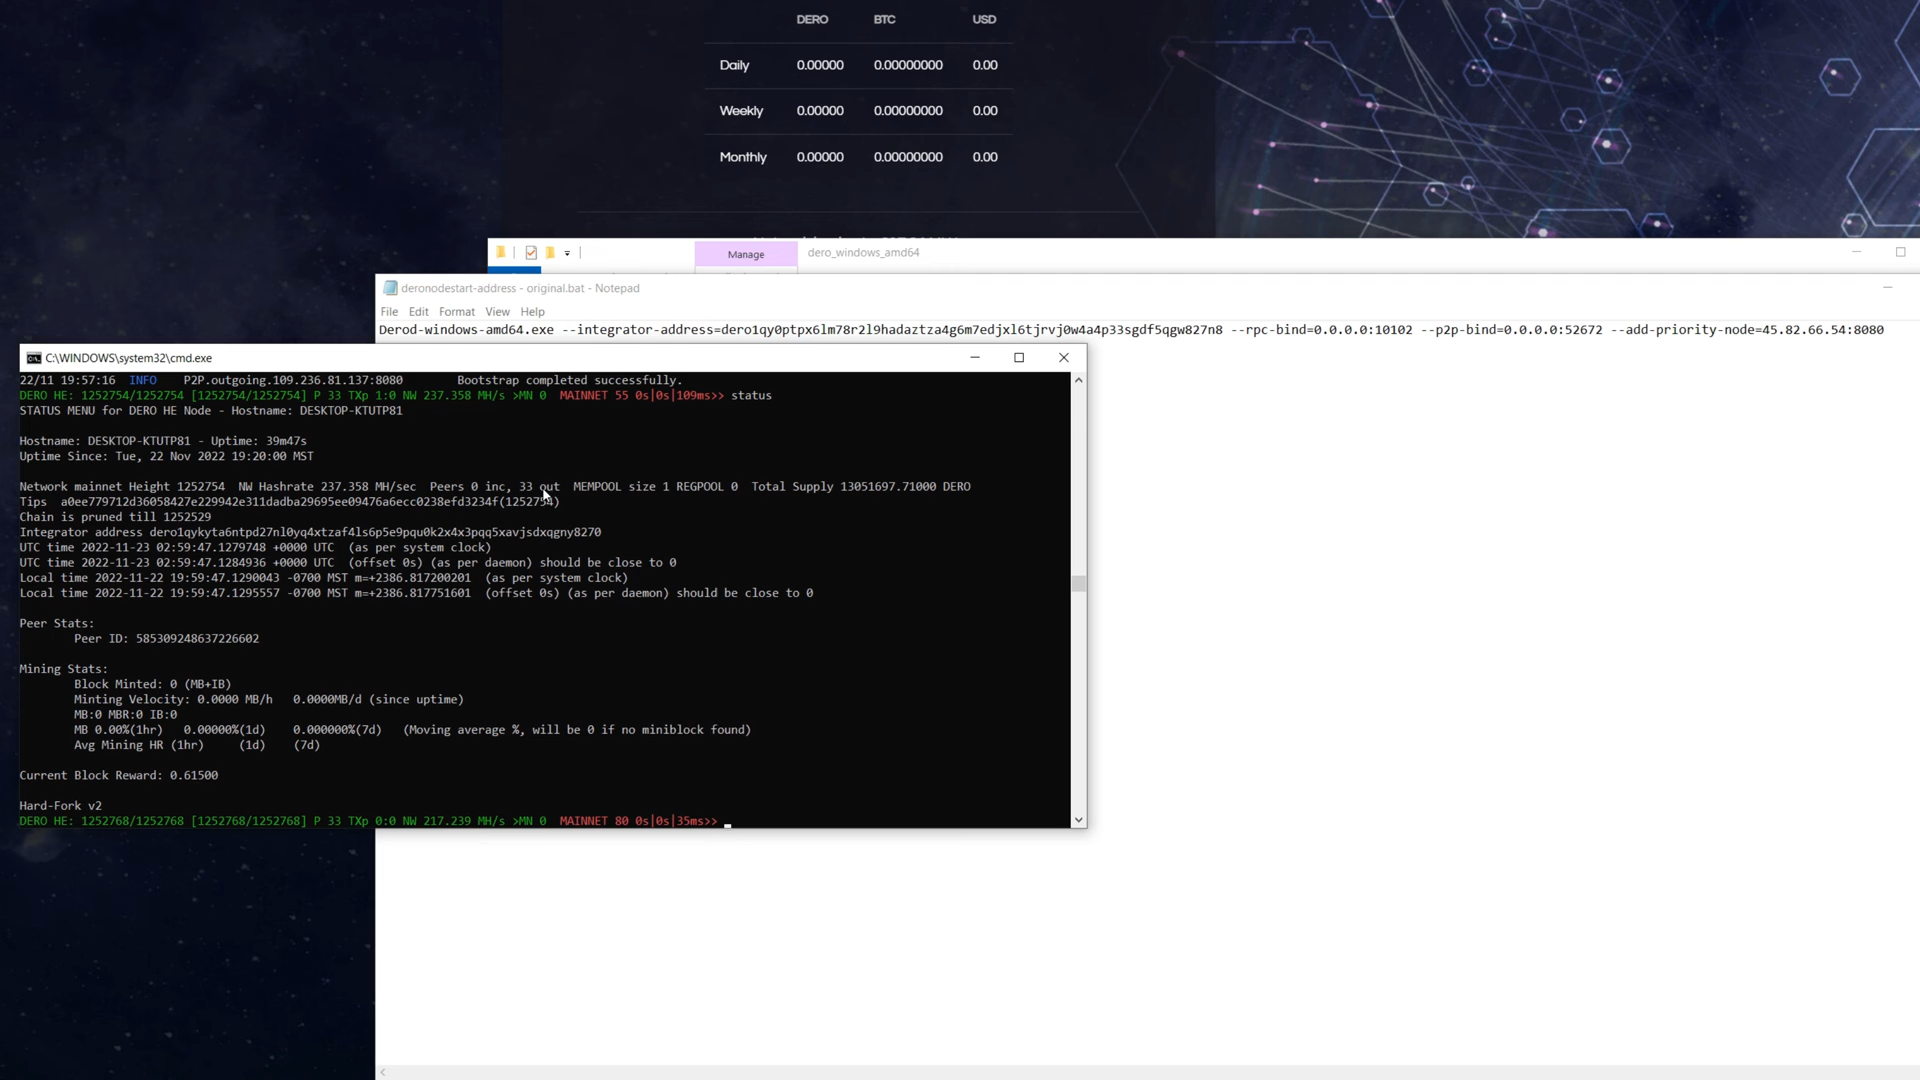 DERO BTC USD
Daily 0.00000 0.00000000 0.00
Weekly 0.00000 0.00000000 0.00
Monthly 0.00000 0.00000000 0.00
Manage dero_windows_amd64
deronodestart-address - original.bat - Notepad
File Edit Format View Help
Derod-windows-amd64.exe --integrator-address=dero1qy0ptpx6lm78r2l9hadaztza4g6m7edjxl6tjrvj0w4a4p33sgdf5qgw827n8 --rpc-bind=0.0.0.0:10102 --p2p-bind=0.0.0.0:52672 --add-priority-node=45.82.66.54:8080
C:\WINDOWS\system32\cmd.exe
22/11 19:57:16 INFO P2P.outgoing.109.236.81.137:8080 Bootstrap completed successfully.
DERO HE: 1252754/1252754 [1252754/1252754] P 33 TXp 1:0 NW 237.358 MH/s >MN 0 MAINNET 55 0s|0s|109ms>> status
STATUS MENU for DERO HE Node - Hostname: DESKTOP-KTUTP81
Hostname: DESKTOP-KTUTP81 - Uptime: 39m47s
Uptime Since: Tue, 22 Nov 2022 19:20:00 MST
Network mainnet Height 1252754 NW Hashrate 237.358 MH/sec Peers 0 inc, 33 out MEMPOOL size 1 REGPOOL 0 Total Supply 13051697.71000 DERO
Tips a0ee779712d36058427e229942e311dadba29695ee09476a6ecc0238efd3234f(1252754)
Chain is pruned till 1252529
Integrator address dero1qykyta6ntpd27nl0yq4xtzaf4ls6p5e9pqu0k2x4x3pqq5xavjsdxqgny8270
UTC time 2022-11-23 02:59:47.1279748 +0000 UTC (as per system clock)
UTC time 2022-11-23 02:59:47.1284936 +0000 UTC (offset 0s) (as per daemon) should be close to 0
Local time 2022-11-22 19:59:47.1290043 -0700 MST m=+2386.817200201 (as per system clock)
Local time 2022-11-22 19:59:47.1295557 -0700 MST m=+2386.817751601 (offset 0s) (as per daemon) should be close to 0
Peer Stats:
Peer ID: 585309248637226602
Mining Stats:
Block Minted: 0 (MB+IB)
Minting Velocity: 0.0000 MB/h 0.0000MB/d (since uptime)
MB:0 MBR:0 IB:0
MB 0.00%(1hr) 0.00000%(1d) 0.000000%(7d) (Moving average %, will be 0 if no miniblock found)
Avg Mining HR (1hr) (1d) (7d)
Current Block Reward: 0.61500
Hard-Fork v2
DERO HE: 1252768/1252768 [1252768/1252768] P 33 TXp 0:0 NW 217.239 MH/s >MN 0 MAINNET 80 0s|0s|35ms>>